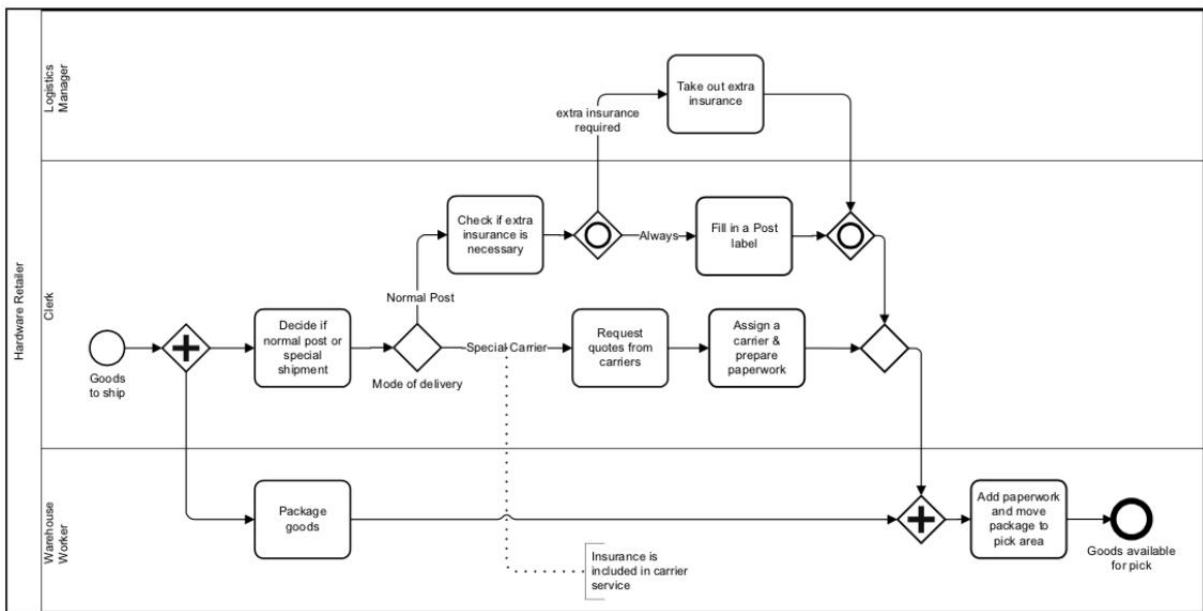 Hardware Retailer
Logistics
Manager
Take out extra
insurance
extra insurance
required
Clerk
Check if extra
insurance is
necessary
Always
Fill in a Post
label
Normal Post
Goods
to ship
Decide if
normal post or
special
shipment
Mode of delivery
Special Carrier
Request
quotes from
carriers
Assign a
carrier &
prepare
paperwork
Warehouse
Worker
Package
goods
Insurance is
included in carrier
service
Add paperwork
and move
package to
pick area
Goods available
for pick